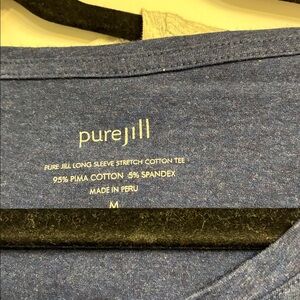 purejill
PURE JILL LONG SLEEVE STRETCH COTTON TEE
95% PIMA COTTON 5% SPANDEX
MADE IN PERU
M